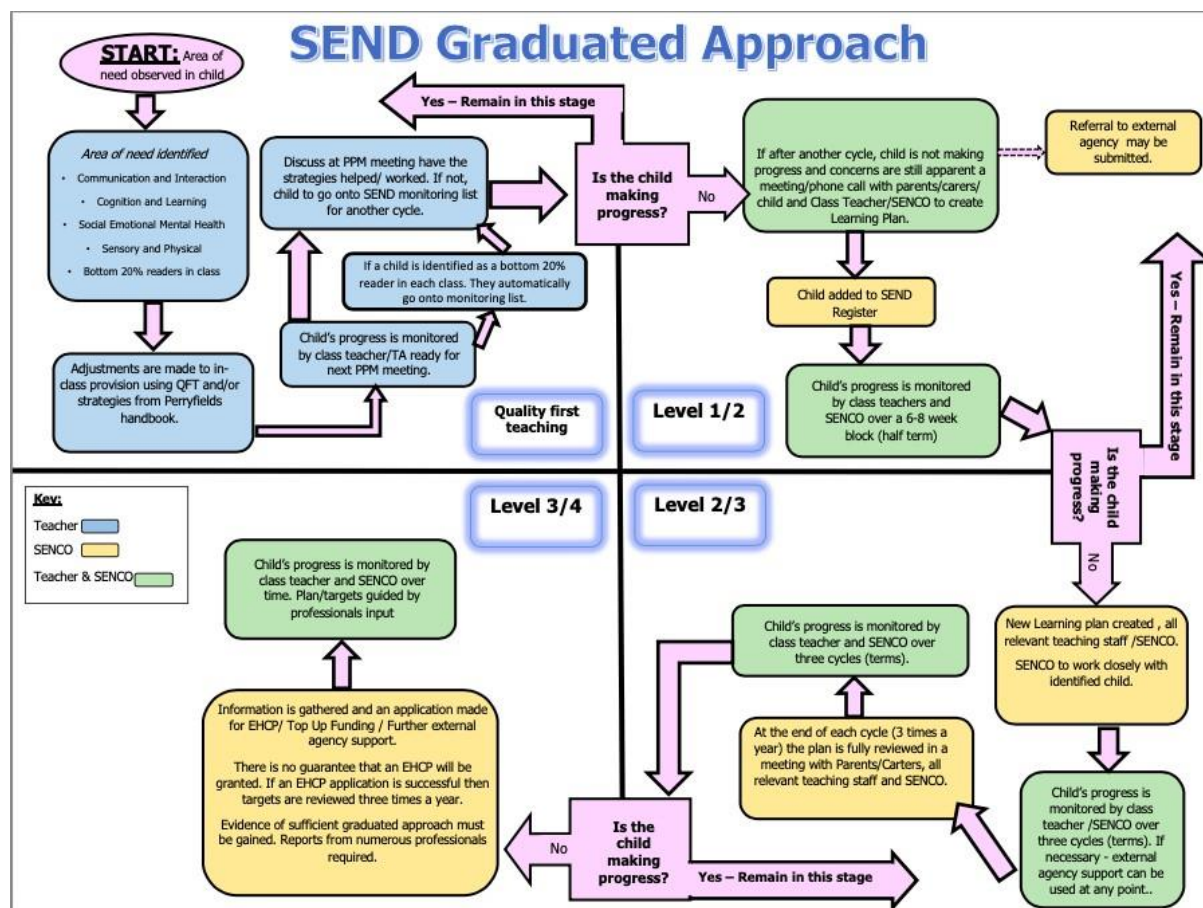 SEND Graduated Approach
START: Area of
need observed in child
Area of need identified
• Communication and Interaction
• Cognition and Learning
• Social Emotional Mental Health
• Sensory and Physical
• Bottom 20% readers in class
Adjustments are made to in-
class provision using QFT and/or
strategies from Perryfields
handbook.
Child's progress is monitored
by class teacher/TA ready for
next PPM meeting.
If a child is identified as a bottom 20%
reader in each class. They automatically
go onto monitoring list.
Discuss at PPM meeting have the
strategies helped/ worked. If not,
child to go onto SEND monitoring list
for another cycle.
Quality first
teaching
Is the child
making
progress?
Yes – Remain in this stage
No
If after another cycle, child is not making
progress and concerns are still apparent a
meeting/phone call with parents/carers/
child and Class Teacher/SENCO to create
Learning Plan.
Referral to external
agency may be
submitted.
Child added to SEND
Register
Child's progress is monitored
by class teachers and
SENCO over a 6-8 week
block (half term)
Level 1/2
Is the child
making
progress?
Yes – Remain in this stage
No
New Learning plan created , all
relevant teaching staff /SENCO.
SENCO to work closely with
identified child.
Child's progress is
monitored by class
teacher /SENCO over
three cycles (terms). If
necessary - external
agency support can be
used at any point..
At the end of each cycle (3 times a
year) the plan is fully reviewed in a
meeting with Parents/Carters, all
relevant teaching staff and SENCO.
Child's progress is monitored by
class teacher and SENCO over
three cycles (terms).
Level 2/3
Is the
child
making
progress?
Yes – Remain in this stage
No
Information is gathered and an application made
for EHCP/ Top Up Funding / Further external
agency support.
There is no guarantee that an EHCP will be
granted. If an EHCP application is successful then
targets are reviewed three times a year.
Evidence of sufficient graduated approach must
be gained. Reports from numerous professionals
required.
Child's progress is monitored by
class teacher and SENCO over
time. Plan/targets guided by
professionals input
Level 3/4
Key:
Teacher
SENCO
Teacher & SENCO